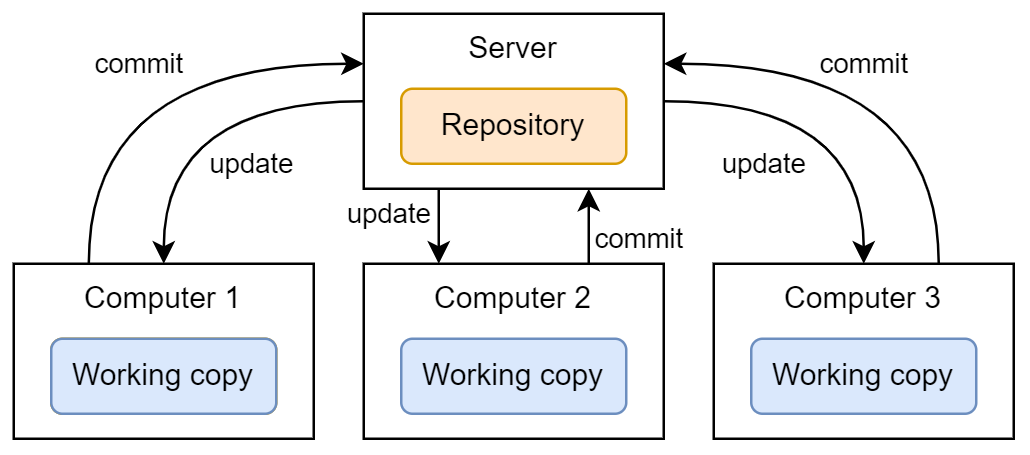 Server
Repository
commit
update
update
commit
update
commit
Computer 1
Working copy
Computer 2
Working copy
Computer 3
Working copy